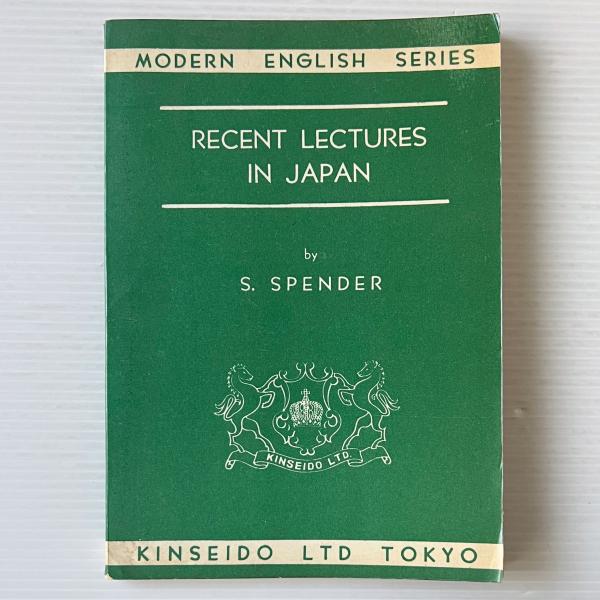 MODERN ENGLISH SERIES
RECENT LECTURES
IN JAPAN
by
S. SPENDER
KINSEIDO LTD.
KINSEIDO LTD TOKYO